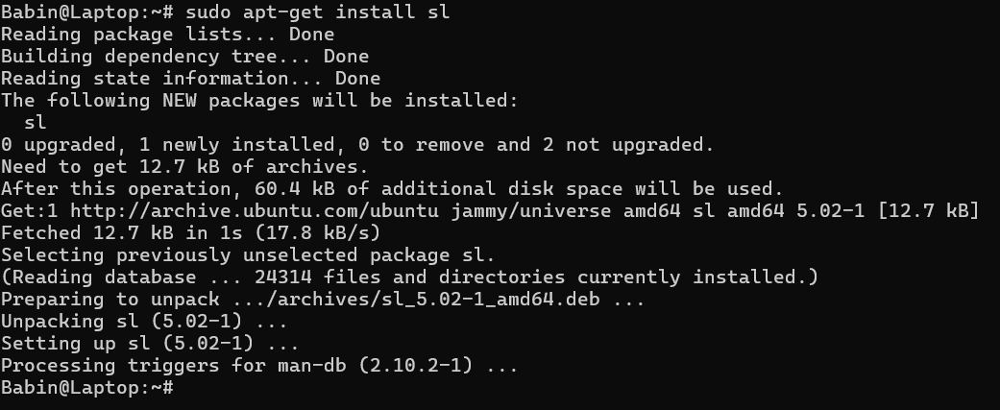 Babin@Laptop:~# sudo apt-get install sl
Reading package lists... Done
Building dependency tree... Done
Reading state information... Done
The following NEW packages will be installed:
  sl
0 upgraded, 1 newly installed, 0 to remove and 2 not upgraded.
Need to get 12.7 kB of archives.
After this operation, 60.4 kB of additional disk space will be used.
Get:1 http://archive.ubuntu.com/ubuntu jammy/universe amd64 sl amd64 5.02-1 [12.7 kB]
Fetched 12.7 kB in 1s (17.8 kB/s)
Selecting previously unselected package sl.
(Reading database ... 24314 files and directories currently installed.)
Preparing to unpack .../archives/sl_5.02-1_amd64.deb ...
Unpacking sl (5.02-1) ...
Setting up sl (5.02-1) ...
Processing triggers for man-db (2.10.2-1) ...
Babin@Laptop:~#